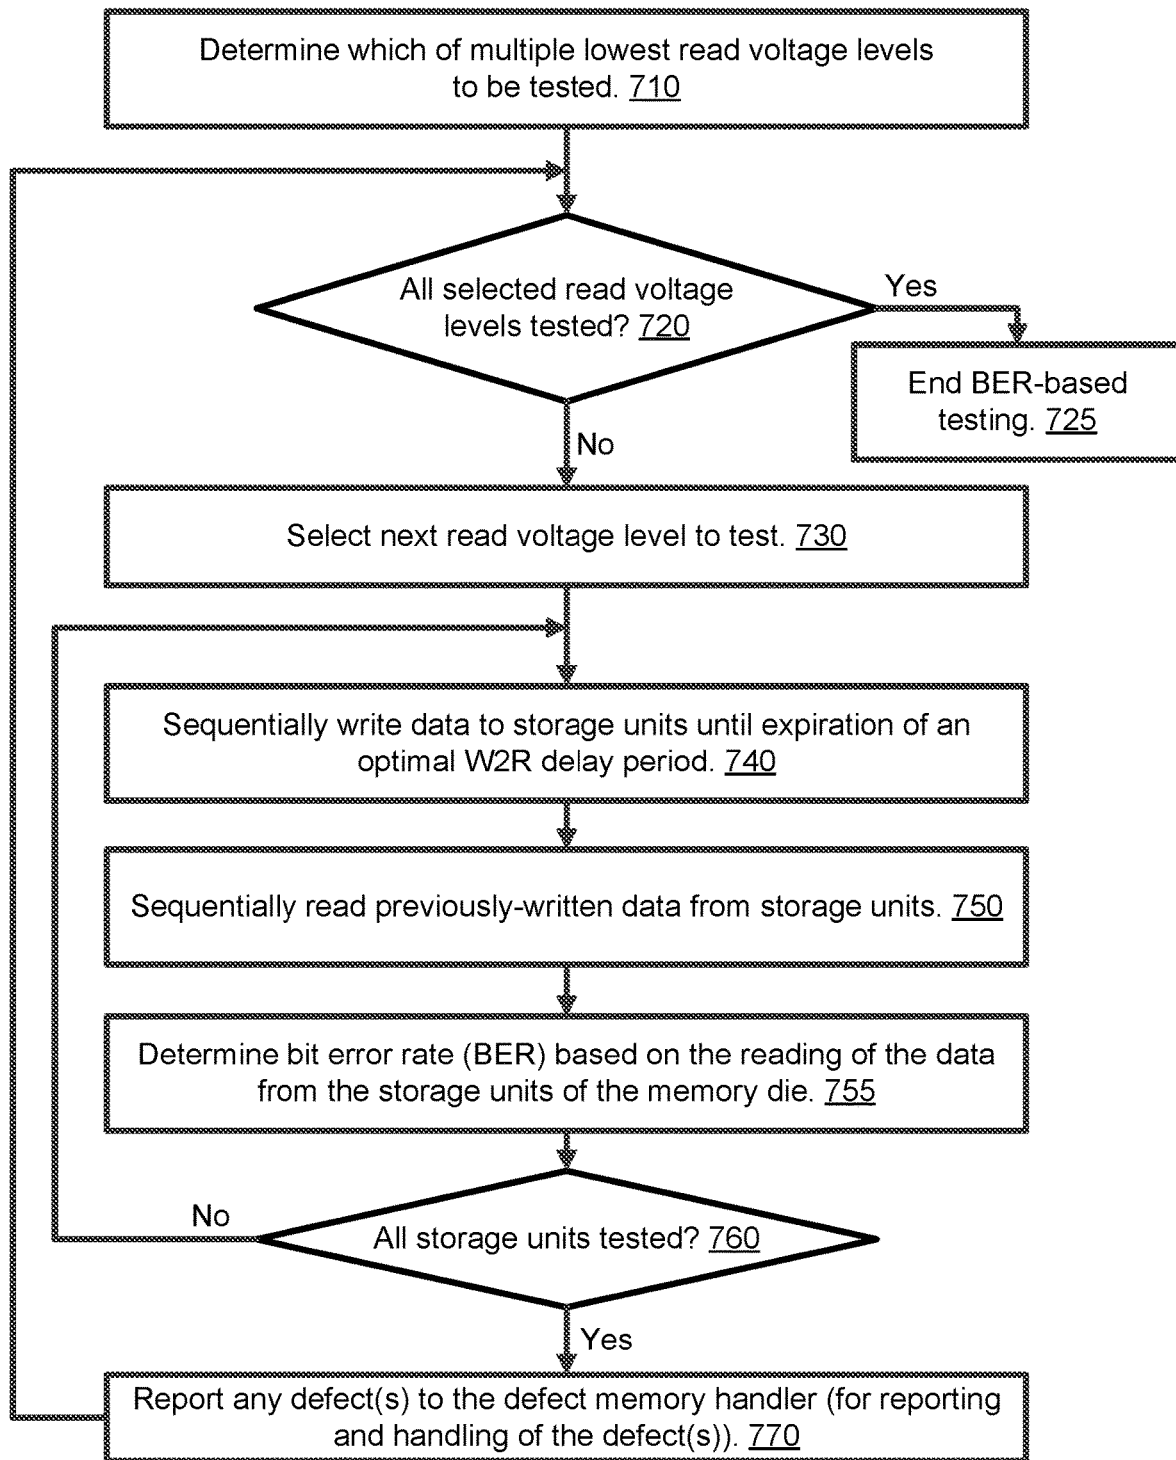 Determine which of multiple lowest read voltage levels
to be tested. 710
All selected read voltage
levels tested? 720
Yes
End BER-based
testing. 725
No
Select next read voltage level to test. 730
Sequentially write data to storage units until expiration of an
optimal W2R delay period. 740
Sequentially read previously-written data from storage units. 750
Determine bit error rate (BER) based on the reading of the data
from the storage units of the memory die. 755
No
All storage units tested? 760
Yes
Report any defect(s) to the defect memory handler (for reporting
and handling of the defect(s)). 770